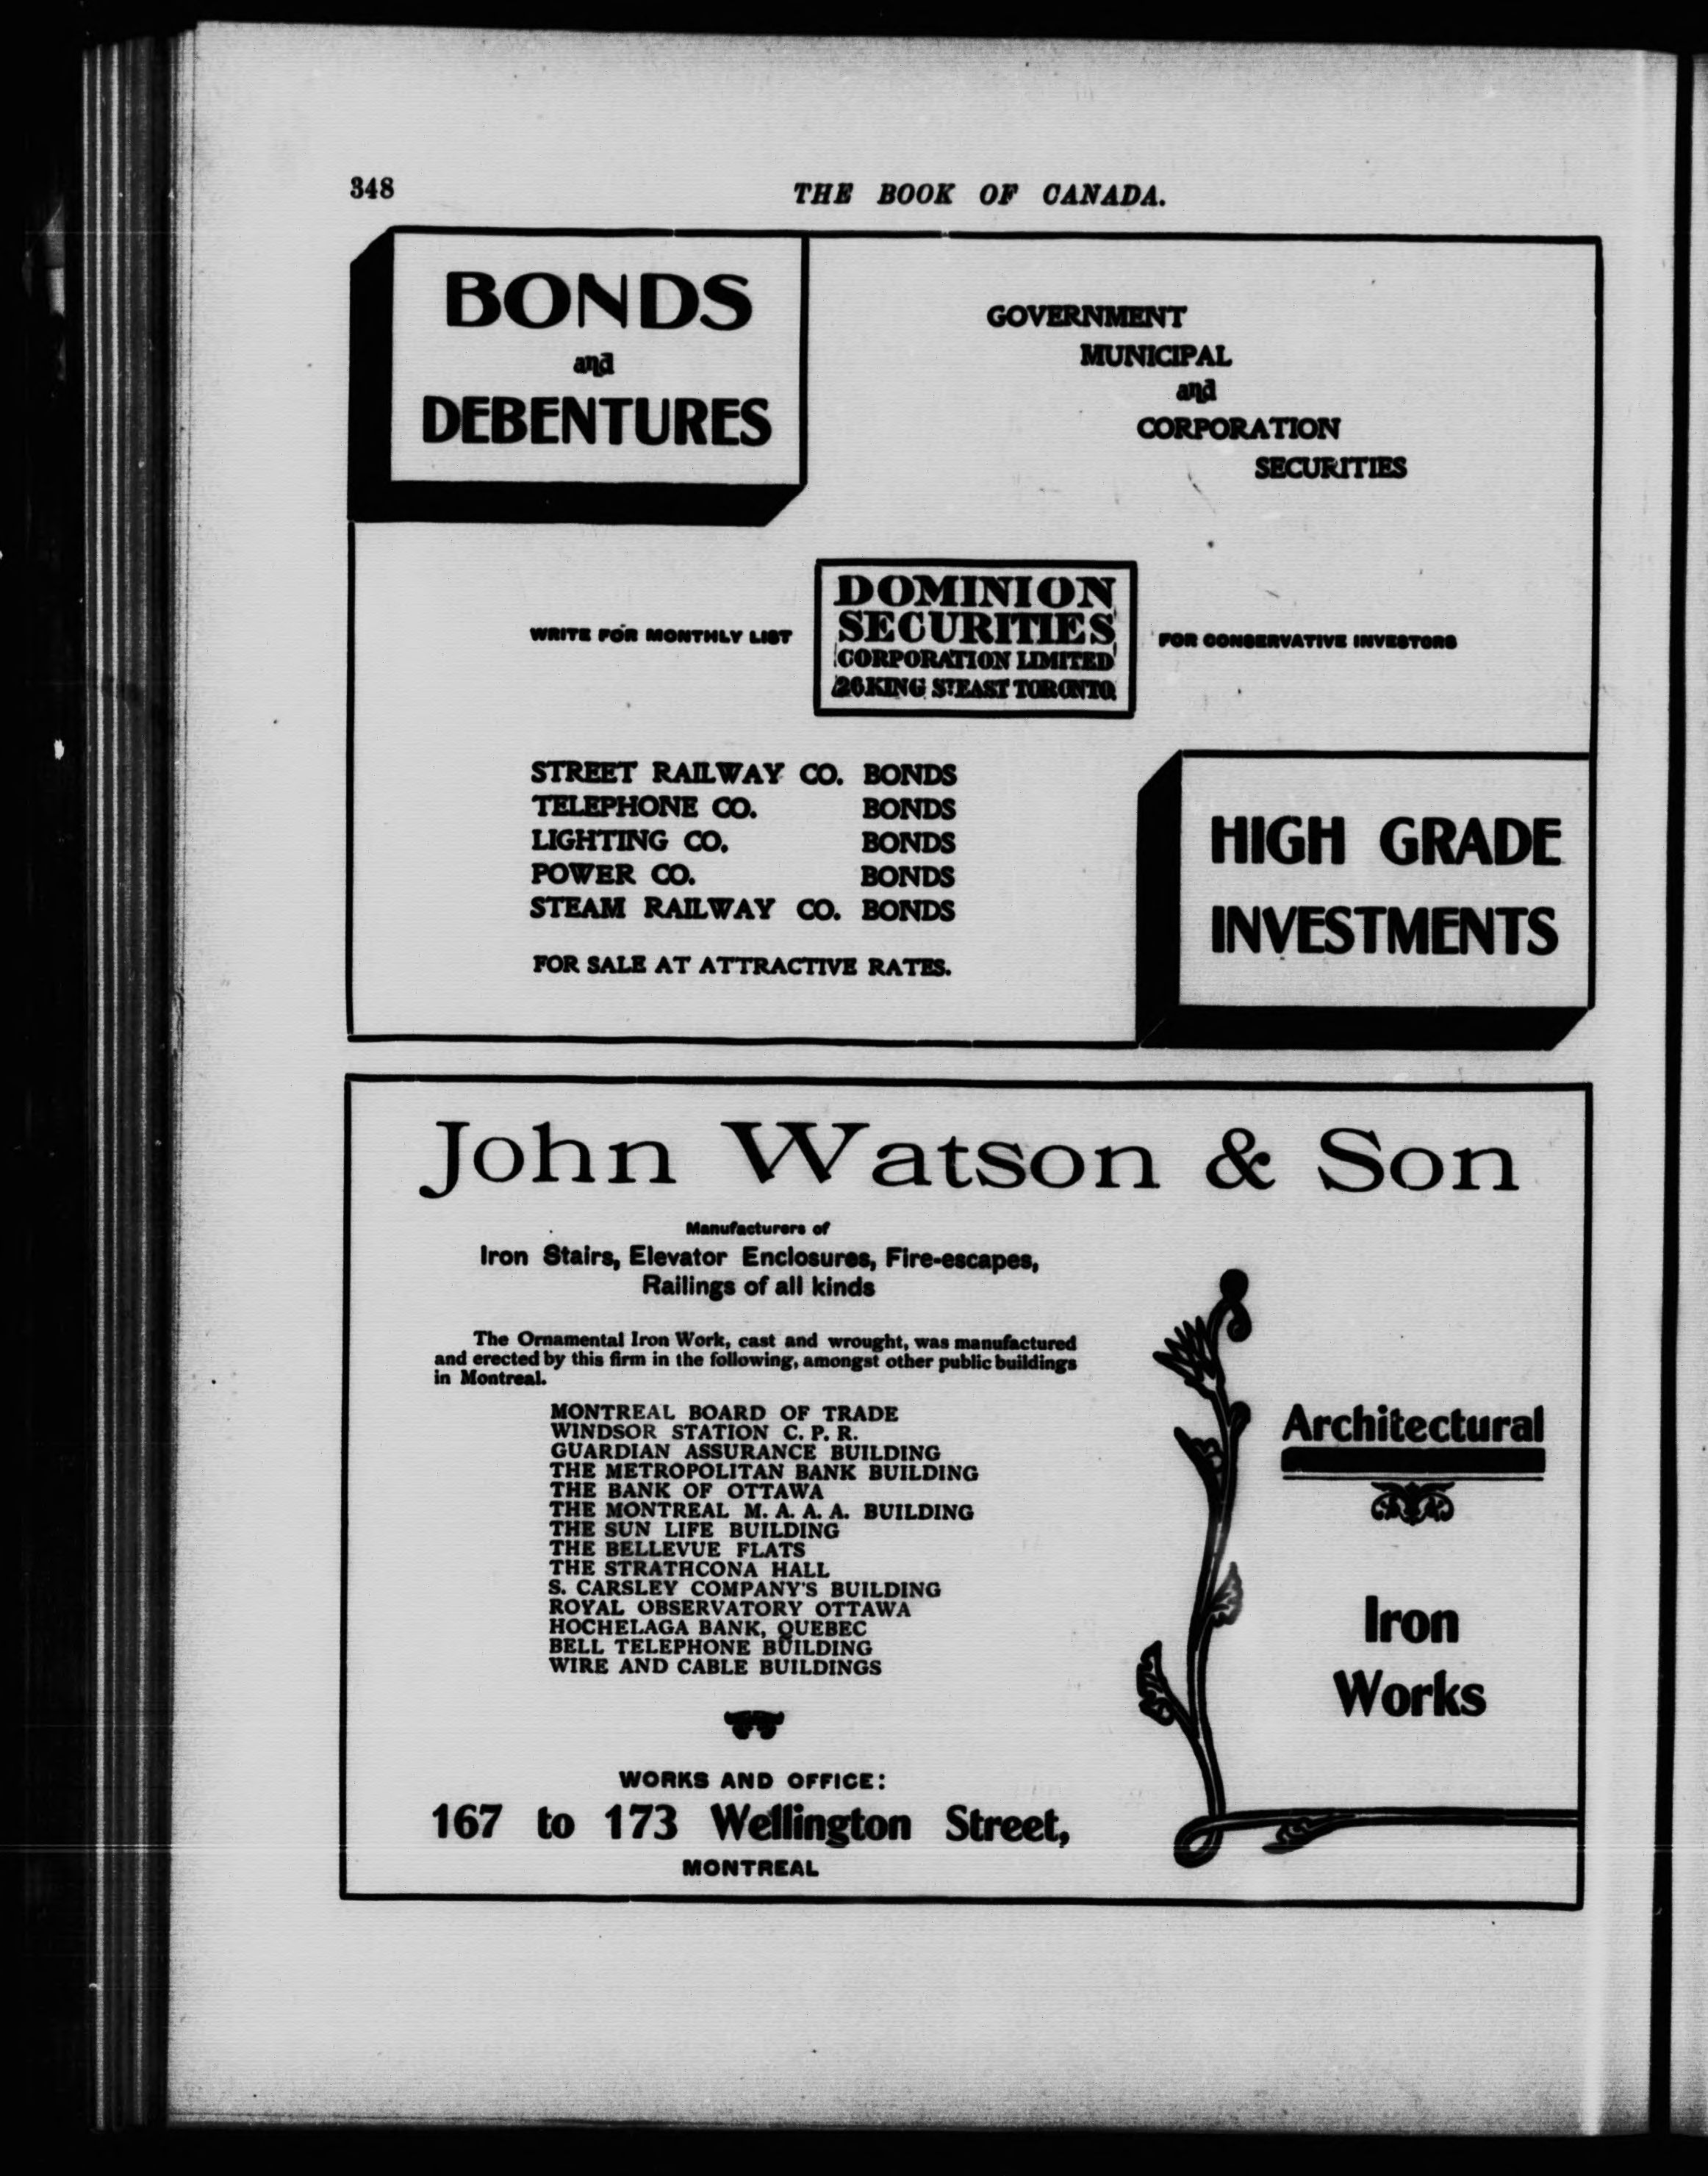 348
THE BOOK OF CANADA.
BONDS
and
DEBENTURES
GOVERNMENT
MUNICIPAL
and
CORPORATION
SECURITIES
WRITE FOR MONTHLY LIST
DOMINION
SECURITIES
CORPORATION LIMITED
26 KING ST EAST TORONTO
FOR CONSERVATIVE INVESTORS
STREET RAILWAY CO. BONDS
TELEPHONE CO. BONDS
LIGHTING CO. BONDS
POWER CO. BONDS
STEAM RAILWAY CO. BONDS
FOR SALE AT ATTRACTIVE RATES.
HIGH GRADE
INVESTMENTS
John Watson & Son
Manufacturers of
Iron Stairs, Elevator Enclosures, Fire-escapes,
Railings of all kinds
The Ornamental Iron Work, cast and wrought, was manufactured
and erected by this firm in the following, amongst other public buildings
in Montreal.
MONTREAL BOARD OF TRADE
WINDSOR STATION C. P. R.
GUARDIAN ASSURANCE BUILDING
THE METROPOLITAN BANK BUILDING
THE BANK OF OTTAWA
THE MONTREAL M. A. A. A. BUILDING
THE SUN LIFE BUILDING
THE BELLEVUE FLATS
THE STRATHCONA HALL
S. CARSLEY COMPANY'S BUILDING
ROYAL OBSERVATORY OTTAWA
HOCHELAGA BANK, QUEBEC
BELL TELEPHONE BUILDING
WIRE AND CABLE BUILDINGS
WORKS AND OFFICE:
167 to 173 Wellington Street,
MONTREAL
Architectural
Iron
Works